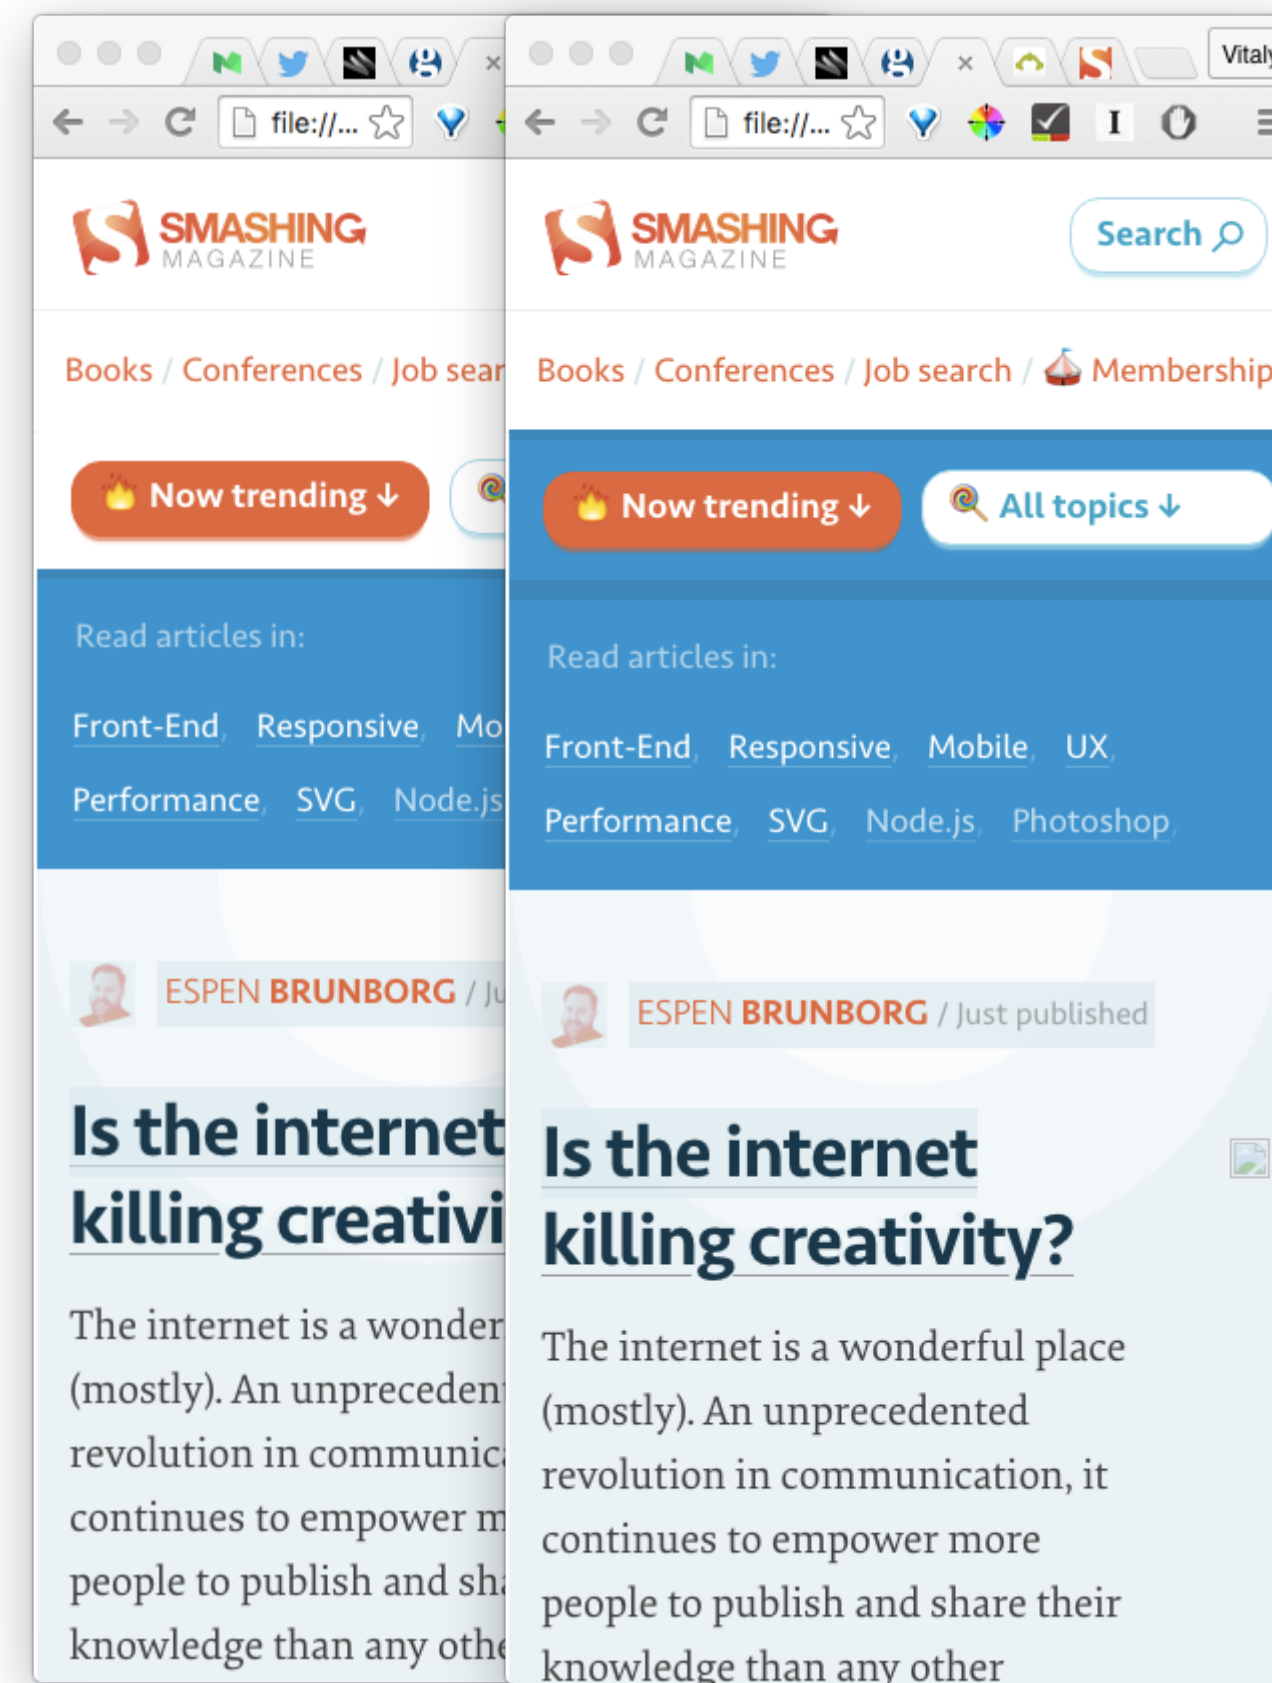 file://...
SMASHING
MAGAZINE
Books / Conferences / Job sear
Now trending ↓
Read articles in:
Front-End, Responsive, Mo
Performance, SVG, Node.js
ESPEN BRUNBORG / Ju
Is the internet
killing creativi
The internet is a wonder
(mostly). An unpreceden
revolution in communic
continues to empower m
people to publish and sha
knowledge than any othe
Vitaly
file://...
I
SMASHING
MAGAZINE
Search
Books / Conferences / Job search / Membership
Now trending ↓ All topics ↓
Read articles in:
Front-End, Responsive, Mobile, UX,
Performance, SVG, Node.js, Photoshop,
ESPEN BRUNBORG / Just published
Is the internet
killing creativity?
The internet is a wonderful place
(mostly). An unprecedented
revolution in communication, it
continues to empower more
people to publish and share their
knowledge than any other